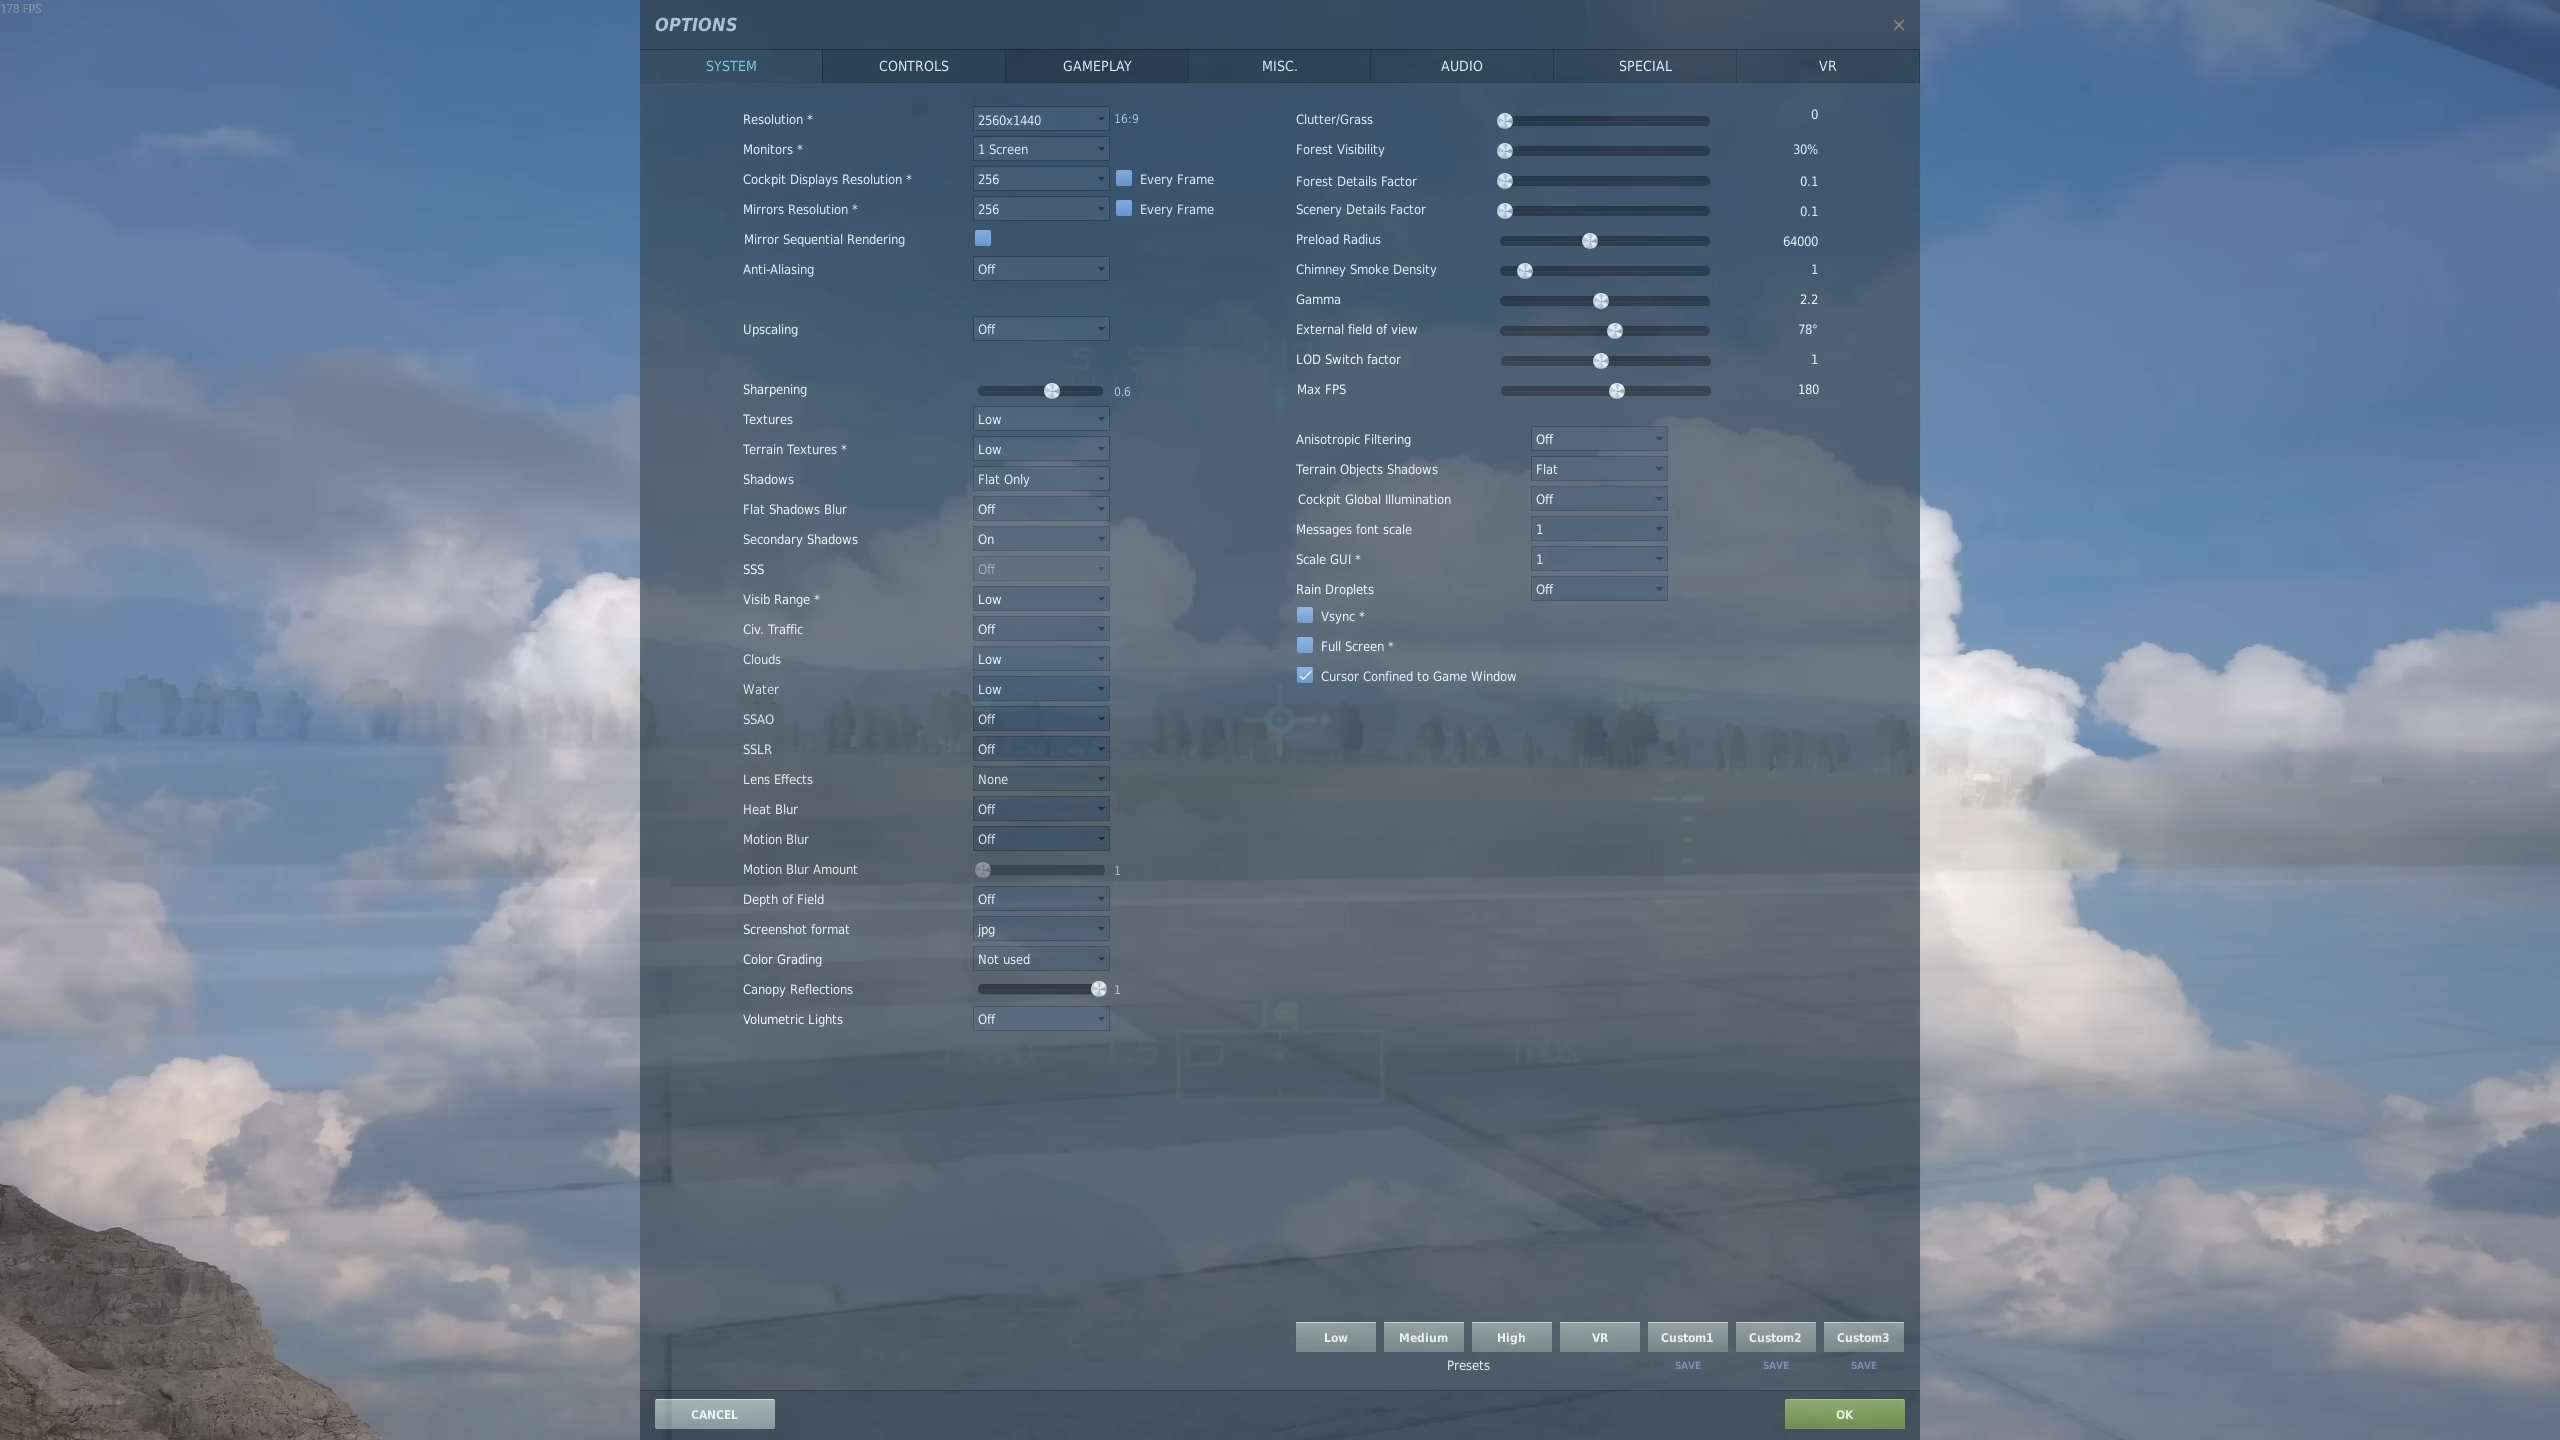 178 FPS
OPTIONS
SYSTEM CONTROLS GAMEPLAY MISC. AUDIO SPECIAL VR
Resolution * 2560x1440 16:9
Monitors * 1 Screen
Cockpit Displays Resolution * 256 Every Frame
Mirrors Resolution * 256 Every Frame
Mirror Sequential Rendering
Anti-Aliasing Off
Upscaling Off
Sharpening 0.6
Textures Low
Terrain Textures * Low
Shadows Flat Only
Flat Shadows Blur Off
Secondary Shadows On
SSS Off
Visib Range * Low
Civ. Traffic Off
Clouds Low
Water Low
SSAO Off
SSLR Off
Lens Effects None
Heat Blur Off
Motion Blur Off
Motion Blur Amount 1
Depth of Field Off
Screenshot format jpg
Color Grading Not used
Canopy Reflections 1
Volumetric Lights Off
Clutter/Grass 0
Forest Visibility 30%
Forest Details Factor 0.1
Scenery Details Factor 0.1
Preload Radius 64000
Chimney Smoke Density 1
Gamma 2.2
External field of view 78°
LOD Switch factor 1
Max FPS 180
Anisotropic Filtering Off
Terrain Objects Shadows Flat
Cockpit Global Illumination Off
Messages font scale 1
Scale GUI * 1
Rain Droplets Off
Vsync *
Full Screen *
Cursor Confined to Game Window
Low Medium High VR Custom1 Custom2 Custom3
Presets SAVE SAVE SAVE
CANCEL OK